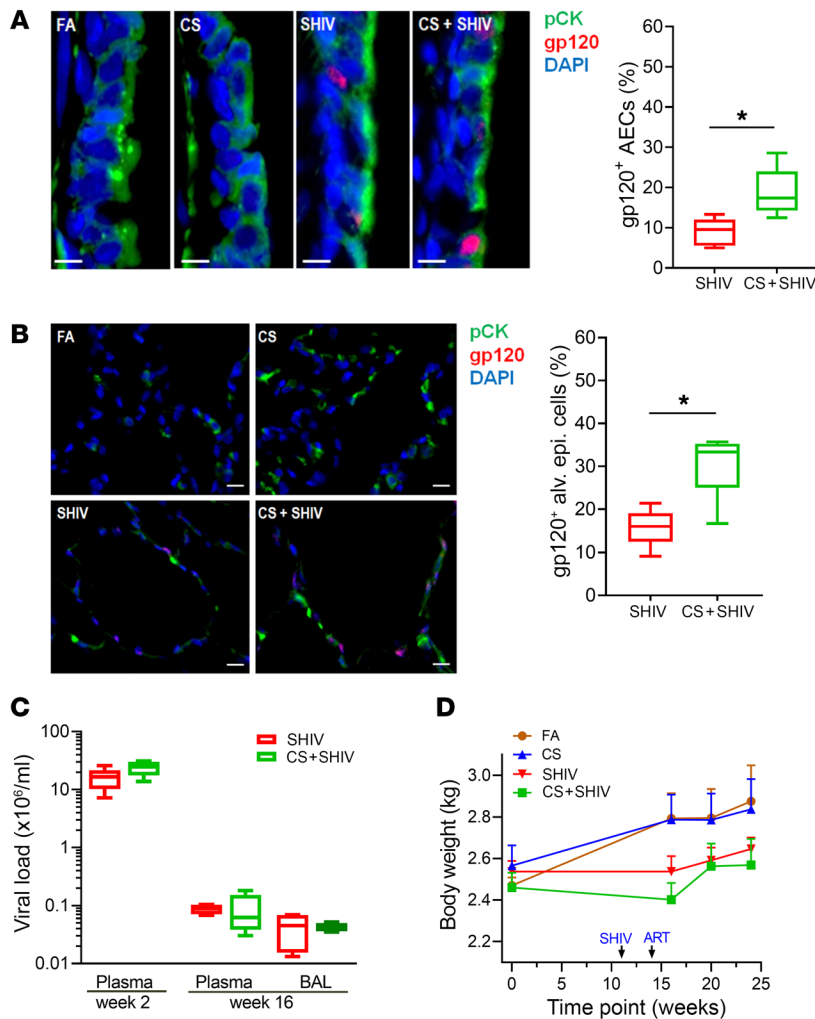 A
FA
CS
SHIV
CS + SHIV
pCK
gp120
DAPI
gp120+ AECs (%)
60
50
40
30
20
10
0
*
SHIV
CS+SHIV
B
FA
CS
SHIV
CS + SHIV
pCK
gp120
DAPI
gp120+ alv. epi. cells (%)
60
50
40
30
20
10
0
*
SHIV
CS+SHIV
C
Viral load (x10⁶/ml)
100
10
1
0.1
0.01
SHIV
CS+SHIV
Plasma
Plasma
BAL
week 2
week 16
D
FA
CS
SHIV
CS+SHIV
Body weight (kg)
3.0
2.8
2.6
2.4
2.2
SHIV
ART
0
5
10
15
20
25
Time point (weeks)